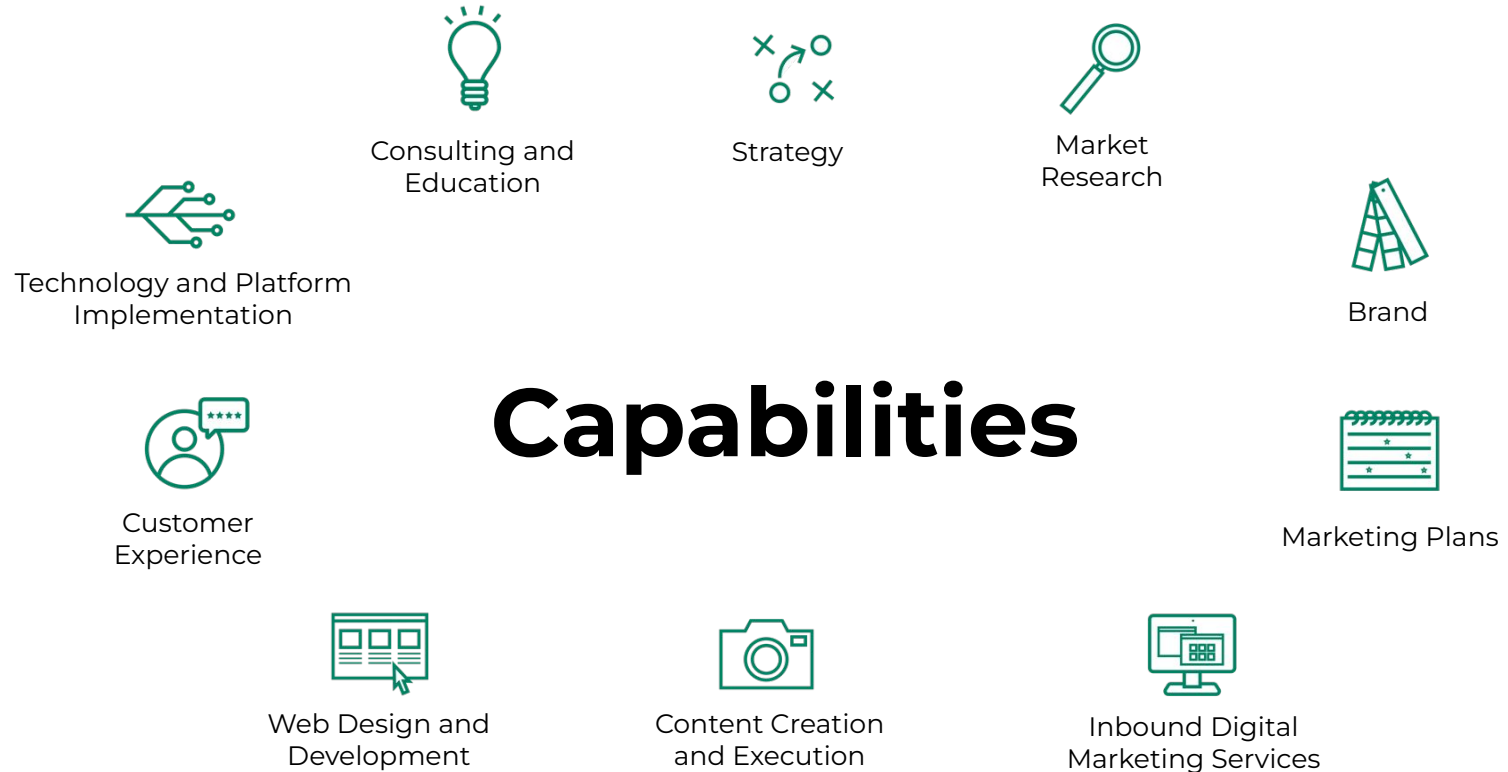 Consulting and
Education
Strategy
Market
Research
Technology and Platform
Implementation
Brand
Capabilities
Customer
Experience
Marketing Plans
Web Design and
Development
Content Creation
and Execution
Inbound Digital
Marketing Services